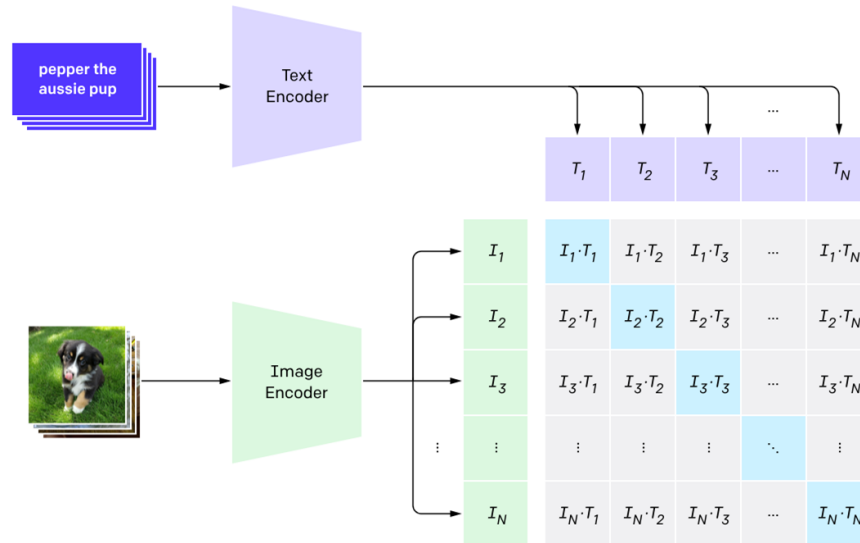 pepper the
aussie pup
Text
Encoder
...
T1 T2 T3 ... TN
I1 I1·T1 I1·T2 I1·T3 ... I1·TN
I2 I2·T1 I2·T2 I2·T3 ... I2·TN
Image
Encoder
I3 I3·T1 I3·T2 I3·T3 ... I3·TN
⋮ ⋮ ⋮ ⋮ ⋮ ⋱ ⋮
IN IN·T1 IN·T2 IN·T3 ... IN·TN